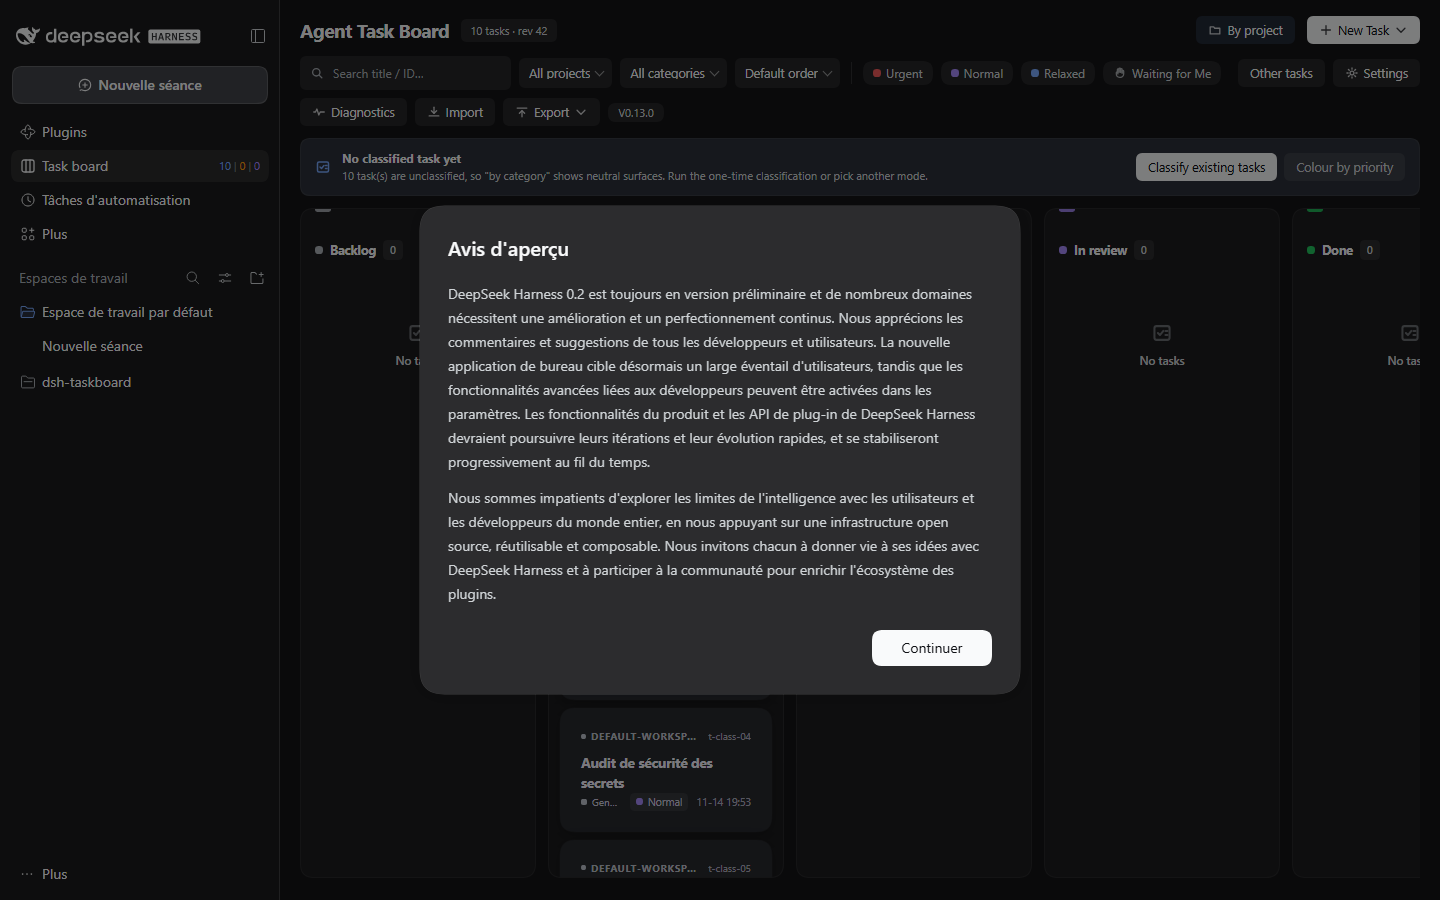 deepseek HARNESS
Nouvelle séance
Plugins
Task board
10 | 0 | 0
Tâches d'automatisation
Plus
Espaces de travail
Espace de travail par défaut
Nouvelle séance
dsh-taskboard
Plus
Agent Task Board
10 tasks · rev 42
By project
New Task
Search title / ID...
All projects
All categories
Default order
Urgent
Normal
Relaxed
Waiting for Me
Other tasks
Settings
Diagnostics
Import
Export
V0.13.0
No classified task yet
10 task(s) are unclassified, so "by category" shows neutral surfaces. Run the one-time classification or pick another mode.
Classify existing tasks
Colour by priority
Backlog 0
In review 0
Done 0
No tasks
Avis d'aperçu
DeepSeek Harness 0.2 est toujours en version préliminaire et de nombreux domaines
nécessitent une amélioration et un perfectionnement continus. Nous apprécions les
commentaires et suggestions de tous les développeurs et utilisateurs. La nouvelle
application de bureau cible désormais un large éventail d'utilisateurs, tandis que les
fonctionnalités avancées liées aux développeurs peuvent être activées dans les
paramètres. Les fonctionnalités du produit et les API de plug-in de DeepSeek Harness
devraient poursuivre leurs itérations et leur évolution rapides, et se stabiliseront
progressivement au fil du temps.
Nous sommes impatients d'explorer les limites de l'intelligence avec les utilisateurs et
les développeurs du monde entier, en nous appuyant sur une infrastructure open
source, réutilisable et composable. Nous invitons chacun à donner vie à ses idées avec
DeepSeek Harness et à participer à la communauté pour enrichir l'écosystème des
plugins.
Continuer
DEFAULT-WORKSP... t-class-04
Audit de sécurité des
secrets
Gen... Normal 11-14 19:53
DEFAULT-WORKSP... t-class-05